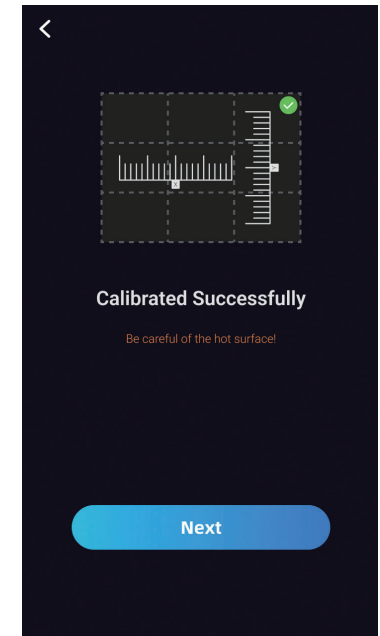 X
Y
Calibrated Successfully
Be careful of the hot surface!
Next